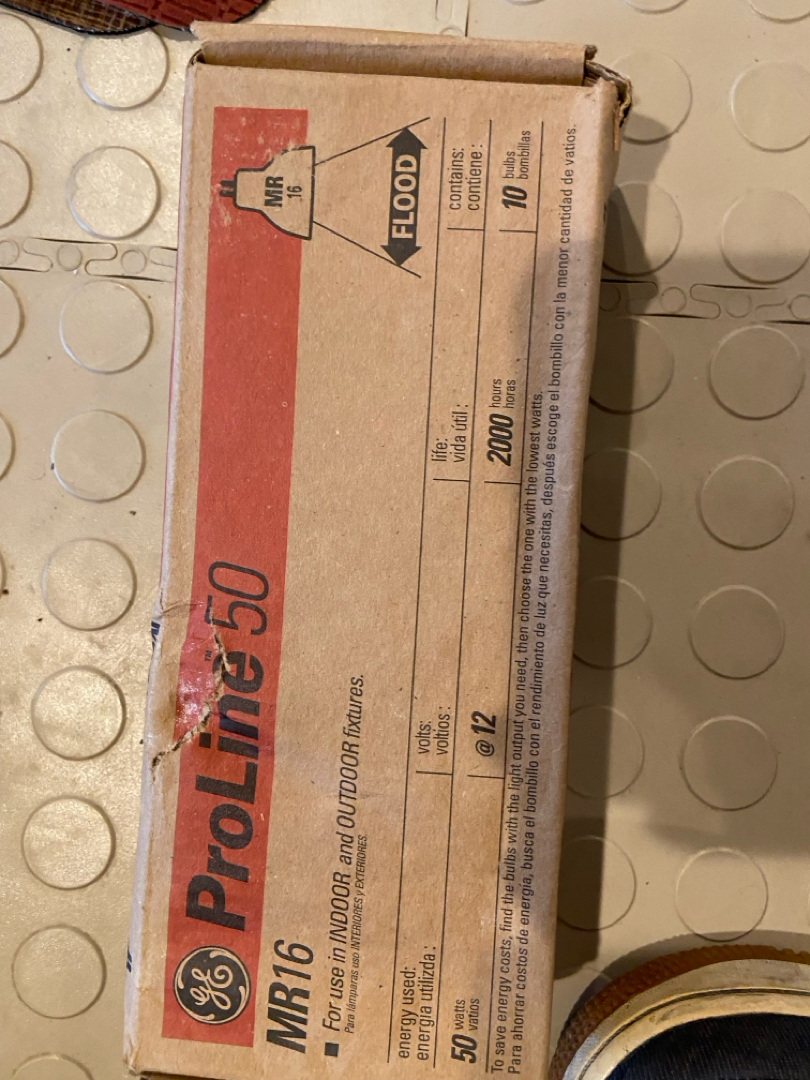 GE ProLine™ 50
MR16
■ For use in INDOOR and OUTDOOR fixtures.
Para lámparas uso INTERIORES y EXTERIORES.
MR
16
FLOOD
energy used:
energía utilizda:
50 watts
vatios
volts:
voltios:
@ 12
life:
vida útil:
2000 hours
horas
contains:
contiene:
10 bulbs
bombillas
To save energy costs, find the bulbs with the light output you need, then choose the one with the lowest watts.
Para ahorrar costos de energía, busca el bombillo con el rendimiento de luz que necesitas, después escoge el bombillo con la menor cantidad de vatios.